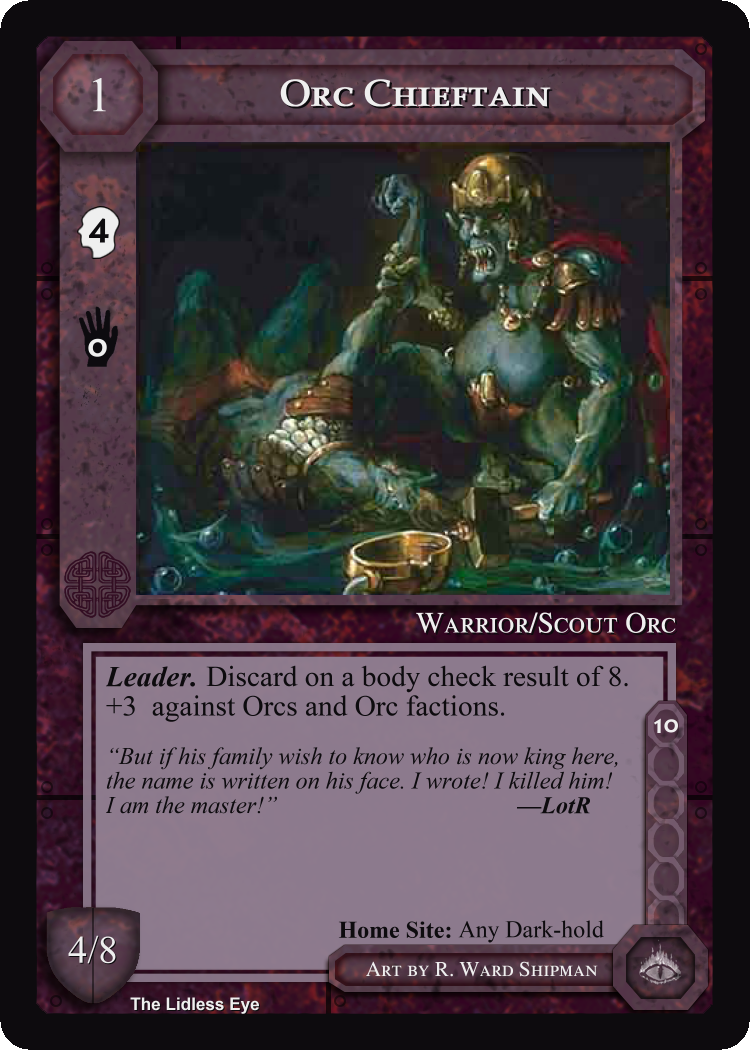 1
Orc Chieftain
4
0
Warrior/Scout Orc
Leader. Discard on a body check result of 8.
+3 against Orcs and Orc factions.
“But if his family wish to know who is now king here,
the name is written on his face. I wrote! I killed him!
I am the master!” —LotR
10
Home Site: Any Dark-hold
4/8
Art by R. Ward Shipman
The Lidless Eye